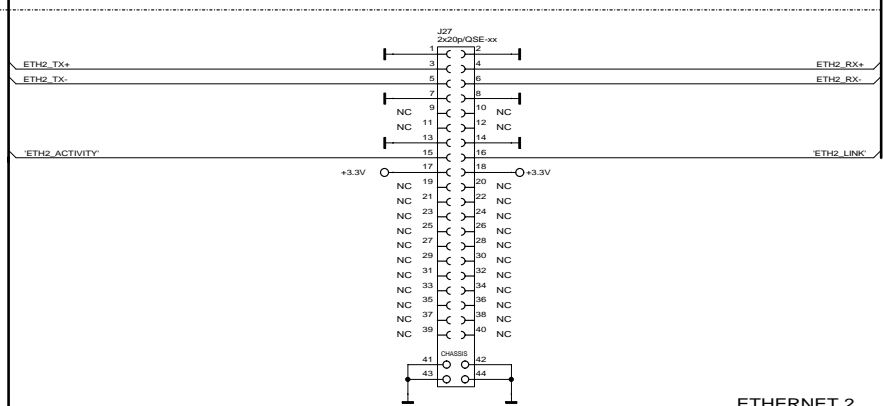 J27
2x20p/QSE-xx
1 2
ETH2_TX+ 3 4 ETH2_RX+
ETH2_TX- 5 6 ETH2_RX-
7 8
NC 9 10 NC
NC 11 12 NC
13 14
'ETH2_ACTIVITY' 15 16 'ETH2_LINK'
+3.3V 17 18 +3.3V
NC 19 20 NC
NC 21 22 NC
NC 23 24 NC
NC 25 26 NC
NC 27 28 NC
NC 29 30 NC
NC 31 32 NC
NC 33 34 NC
NC 35 36 NC
NC 37 38 NC
NC 39 40 NC
CHASSIS
41 42
43 44
ETHERNET 2